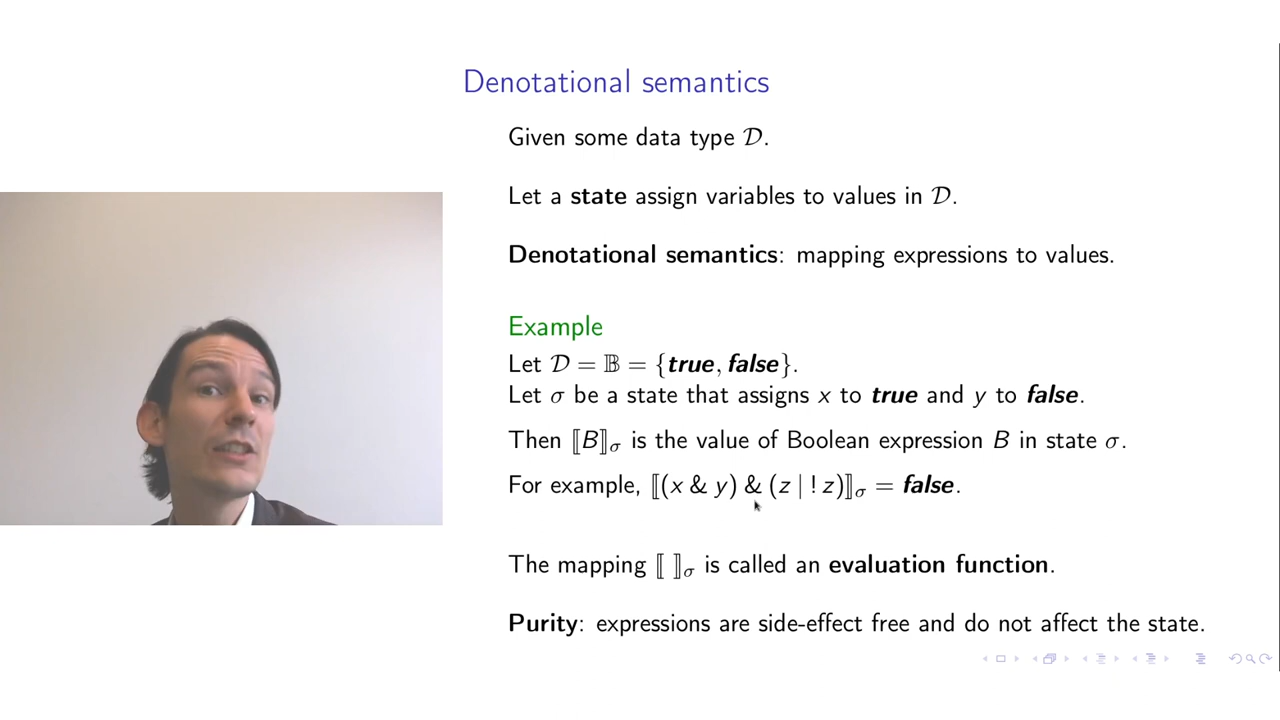 Denotational semantics
Given some data type 𝒟.
Let a state assign variables to values in 𝒟.
Denotational semantics: mapping expressions to values.
Example
Let 𝒟 = 𝔹 = {true, false}.
Let σ be a state that assigns x to true and y to false.
Then ⟦B⟧σ is the value of Boolean expression B in state σ.
For example, ⟦(x & y) & (z | ! z)⟧σ = false.
The mapping ⟦ ⟧σ is called an evaluation function.
Purity: expressions are side-effect free and do not affect the state.